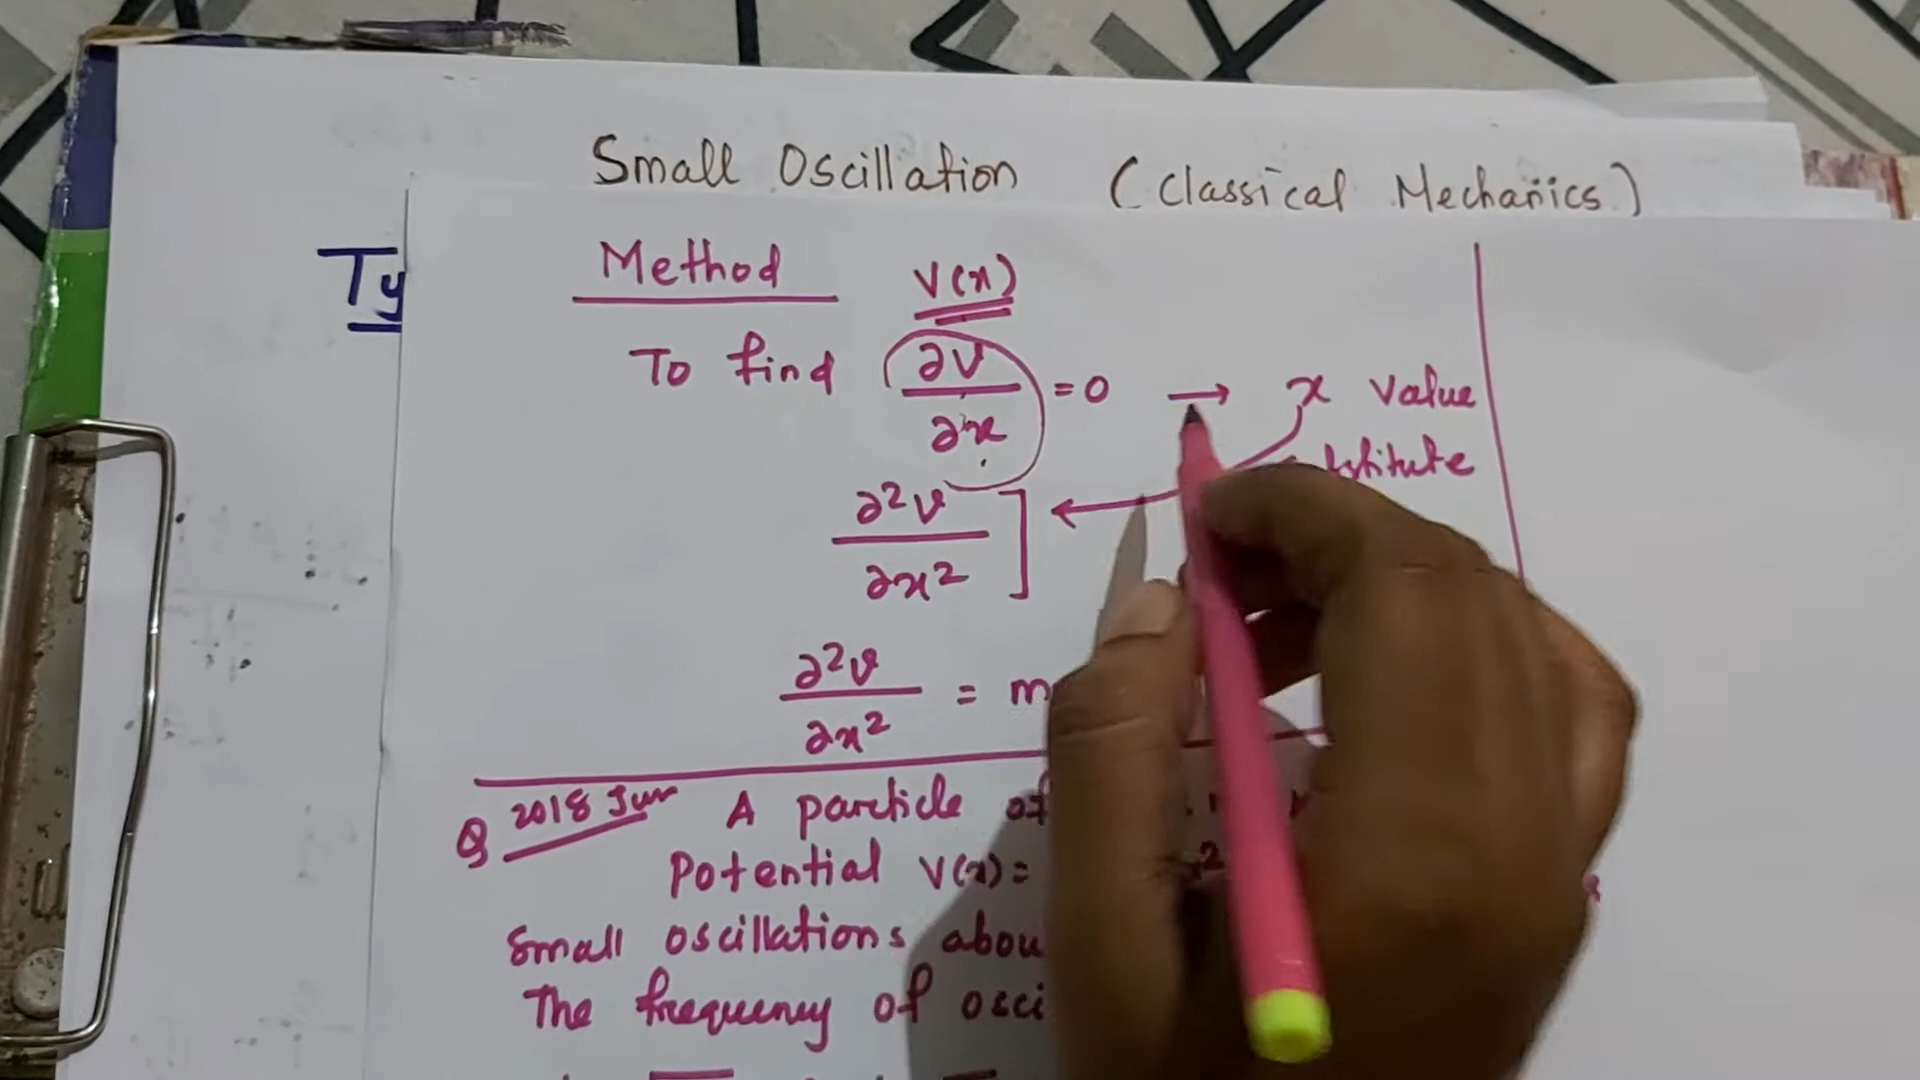 Small Oscillation (Classical Mechanics)
Ty
Method V(x)
To find ∂V/∂x = 0 → x value
∂²V/∂x² ] ←
∂²V/∂x² = m
Q 2018 Jun A particle of
Potential V(x) =
small oscillations abou
The frequency of osci